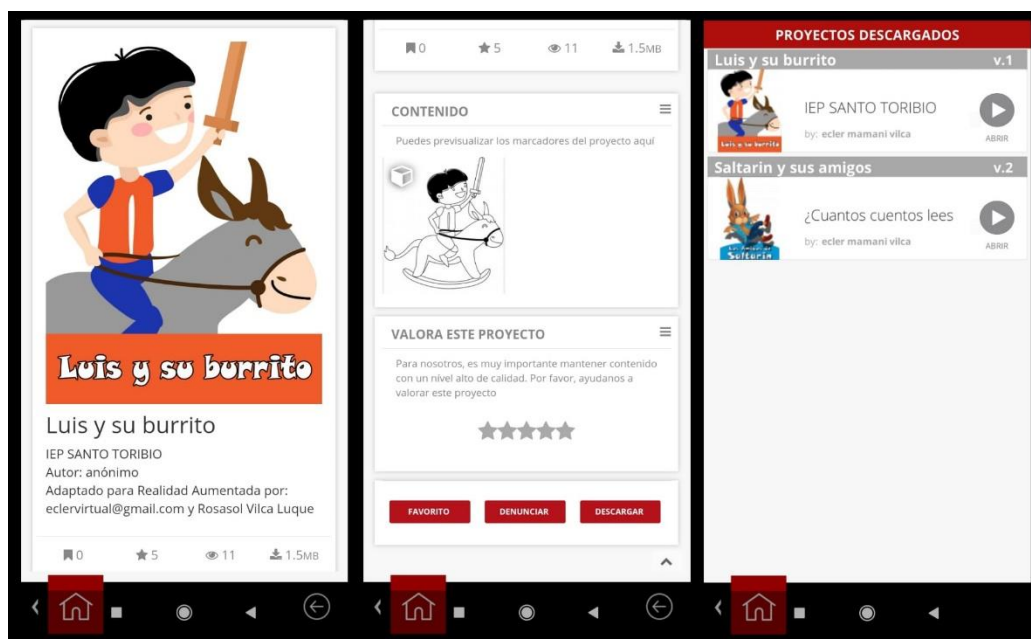 Luis y su burrito
Luis y su burrito
IEP SANTO TORIBIO
Autor: anónimo
Adaptado para Realidad Aumentada por:
eclervirtual@gmail.com y Rosasol Vilca Luque
0 5 11 1.5MB
0 5 11 1.5MB
CONTENIDO
Puedes previsualizar los marcadores del proyecto aquí
VALORA ESTE PROYECTO
Para nosotros, es muy importante mantener contenido
con un nivel alto de calidad. Por favor, ayudanos a
valorar este proyecto
FAVORITO DENUNCIAR DESCARGAR
PROYECTOS DESCARGADOS
Luis y su burrito v.1
Luis y su burrito
IEP SANTO TORIBIO
by: ecler mamani vilca
ABRIR
Saltarin y sus amigos v.2
¿Cuantos cuentos lees
by: ecler mamani vilca
ABRIR
Los Amigos de
Saltarin